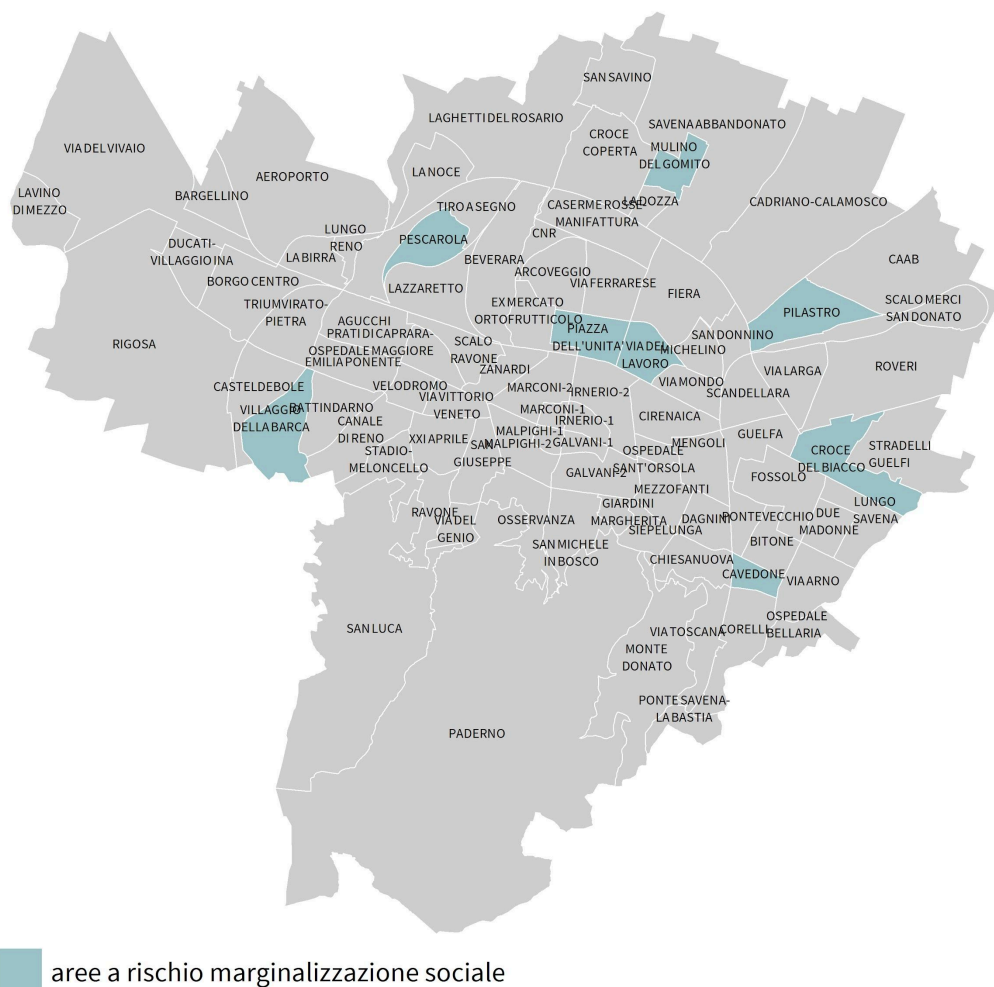 SAN SAVINO
LAGHETTI DEL ROSARIO
SAVENA ABBANDONATO
CROCE
COPERTA
VIA DEL VIVAIO
MULINO
DEL GOMITO
LA NOCE
AEROPORTO
LAVINO
DI MEZZO
BARGELLINO
TIRO A SEGNO
CASERME ROSSE-
MANIFATTURA
LA DOZZA
CADRIANO-CALAMOSCO
LUNGO
RENO
PESCAROLA
CNR
DUCATI-
VILLAGGIO INA
LA BIRRA
BEVERARA
CAAB
ARCOVEGGIO
BORGO CENTRO
LAZZARETTO
VIA FERRARESE
FIERA
TRIUMVIRATO-
PIETRA
EX MERCATO
ORTOFRUTTICOLO
SCALO MERCI
SAN DONATO
PILASTRO
AGUCCHI
PRATI DI CAPRARA-
OSPEDALE MAGGIORE
PIAZZA
DELL'UNITA'
VIA DEL
LAVORO
MICHELINO
SAN DONNINO
RIGOSA
SCALO
RAVONE
EMILIA PONENTE
ZANARDI
VIA LARGA
ROVERI
CASTELDEBOLE
VELODROMO
MARCONI-2
IRNERIO-2
VIA MONDO
SCANDELLARA
VIA VITTORIO
VENETO
VILLAGGIO
DELLA BARCA
BATTINDARNO
MARCONI-1
CIRENAICA
CANALE
DI RENO
IRNERIO-1
MALPIGHI-1
XXI APRILE
SAN
GIUSEPPE
MALPIGHI-2
GALVANI-1
MENGOLI
GUELFA
STRADELLI
GUELFI
STADIO-
MELONCELLO
OSPEDALE
SANT'ORSOLA
CROCE
DEL BIACCO
GALVANI-2
FOSSOLO
MEZZOFANTI
GIARDINI
MARGHERITA
LUNGO
SAVENA
RAVONE
VIA DEL
GENIO
OSSERVANZA
DAGNINI
PONTEVECCHIO
DUE
MADONNE
SIEPELUNGA
SAN MICHELE
IN BOSCO
BITONE
CHIESANUOVA
CAVEDONE
VIA ARNO
SAN LUCA
VIA TOSCANA
CORELLI
OSPEDALE
BELLARIA
MONTE
DONATO
PONTE SAVENA-
LA BASTIA
PADERNO
aree a rischio marginalizzazione sociale